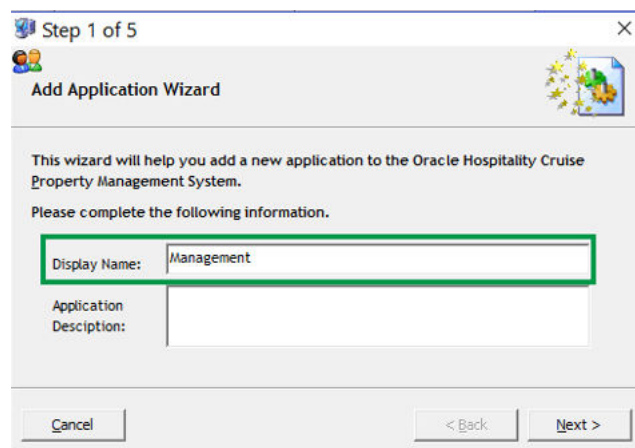 Step 1 of 5
Add Application Wizard
This wizard will help you add a new application to the Oracle Hospitality Cruise
Property Management System.
Please complete the following information.
Display Name:
Management
Application
Desciption:
Cancel
< Back
Next >